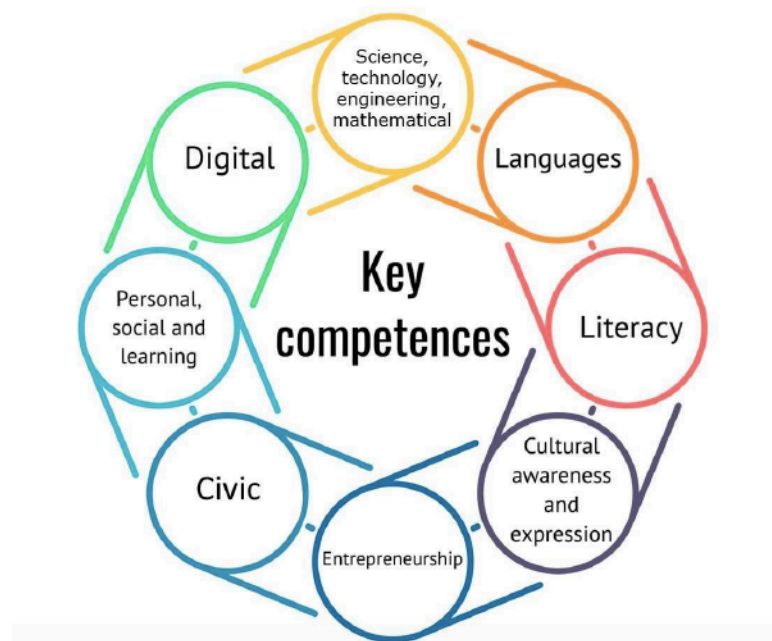 Science,
technology,
engineering,
mathematical
Digital
Languages
Key
competences
Personal,
social and
learning
Literacy
Civic
Cultural
awareness
and
expression
Entrepreneurship